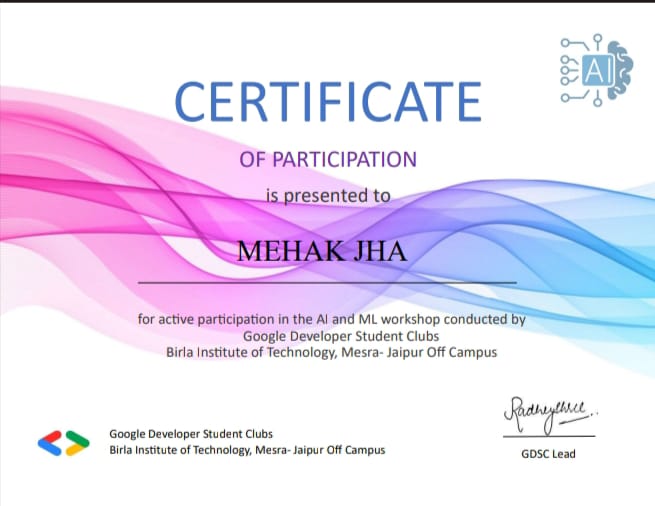 AI
CERTIFICATE
OF PARTICIPATION
is presented to
MEHAK JHA
for active participation in the AI and ML workshop conducted by
Google Developer Student Clubs
Birla Institute of Technology, Mesra- Jaipur Off Campus
Google Developer Student Clubs
Birla Institute of Technology, Mesra- Jaipur Off Campus
GDSC Lead